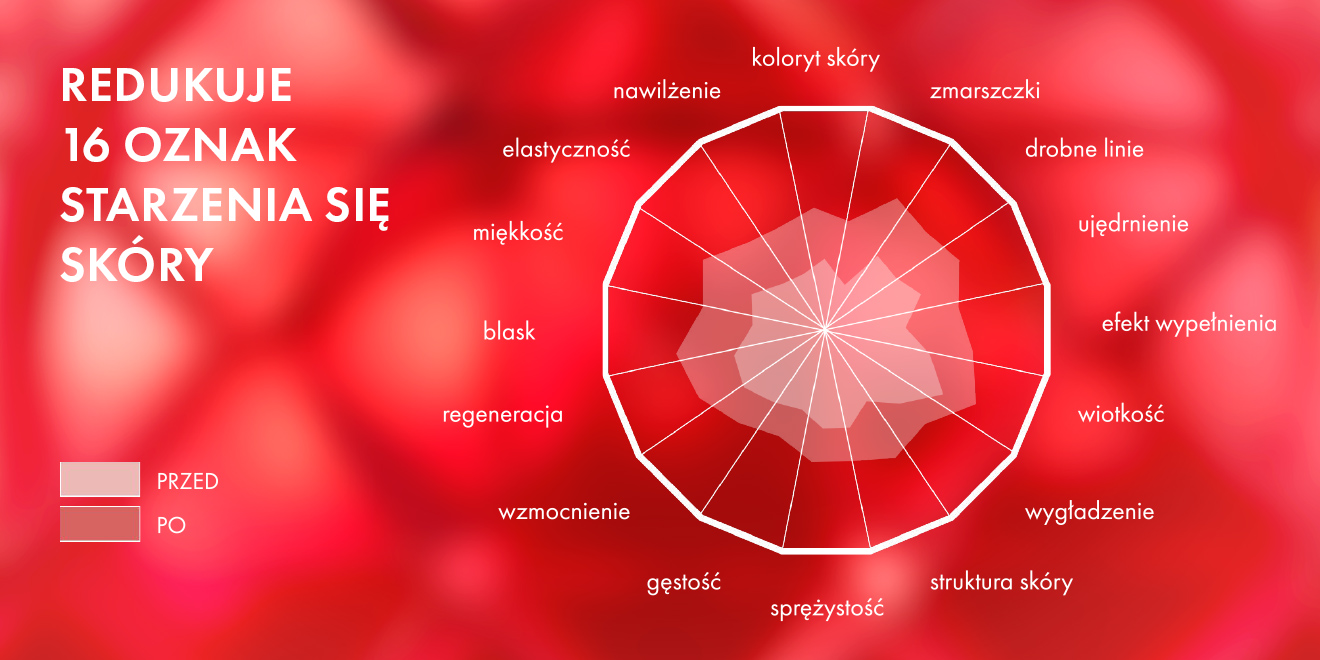 REDUKUJE
16 OZNAK
STARZENIA SIĘ
SKÓRY
PRZED
PO
koloryt skóry
zmarszczki
drobne linie
ujędrnienie
efekt wypełnienia
wiotkość
wygładzenie
struktura skóry
sprężystość
gęstość
wzmocnienie
regeneracja
blask
miękkość
elastyczność
nawilżenie